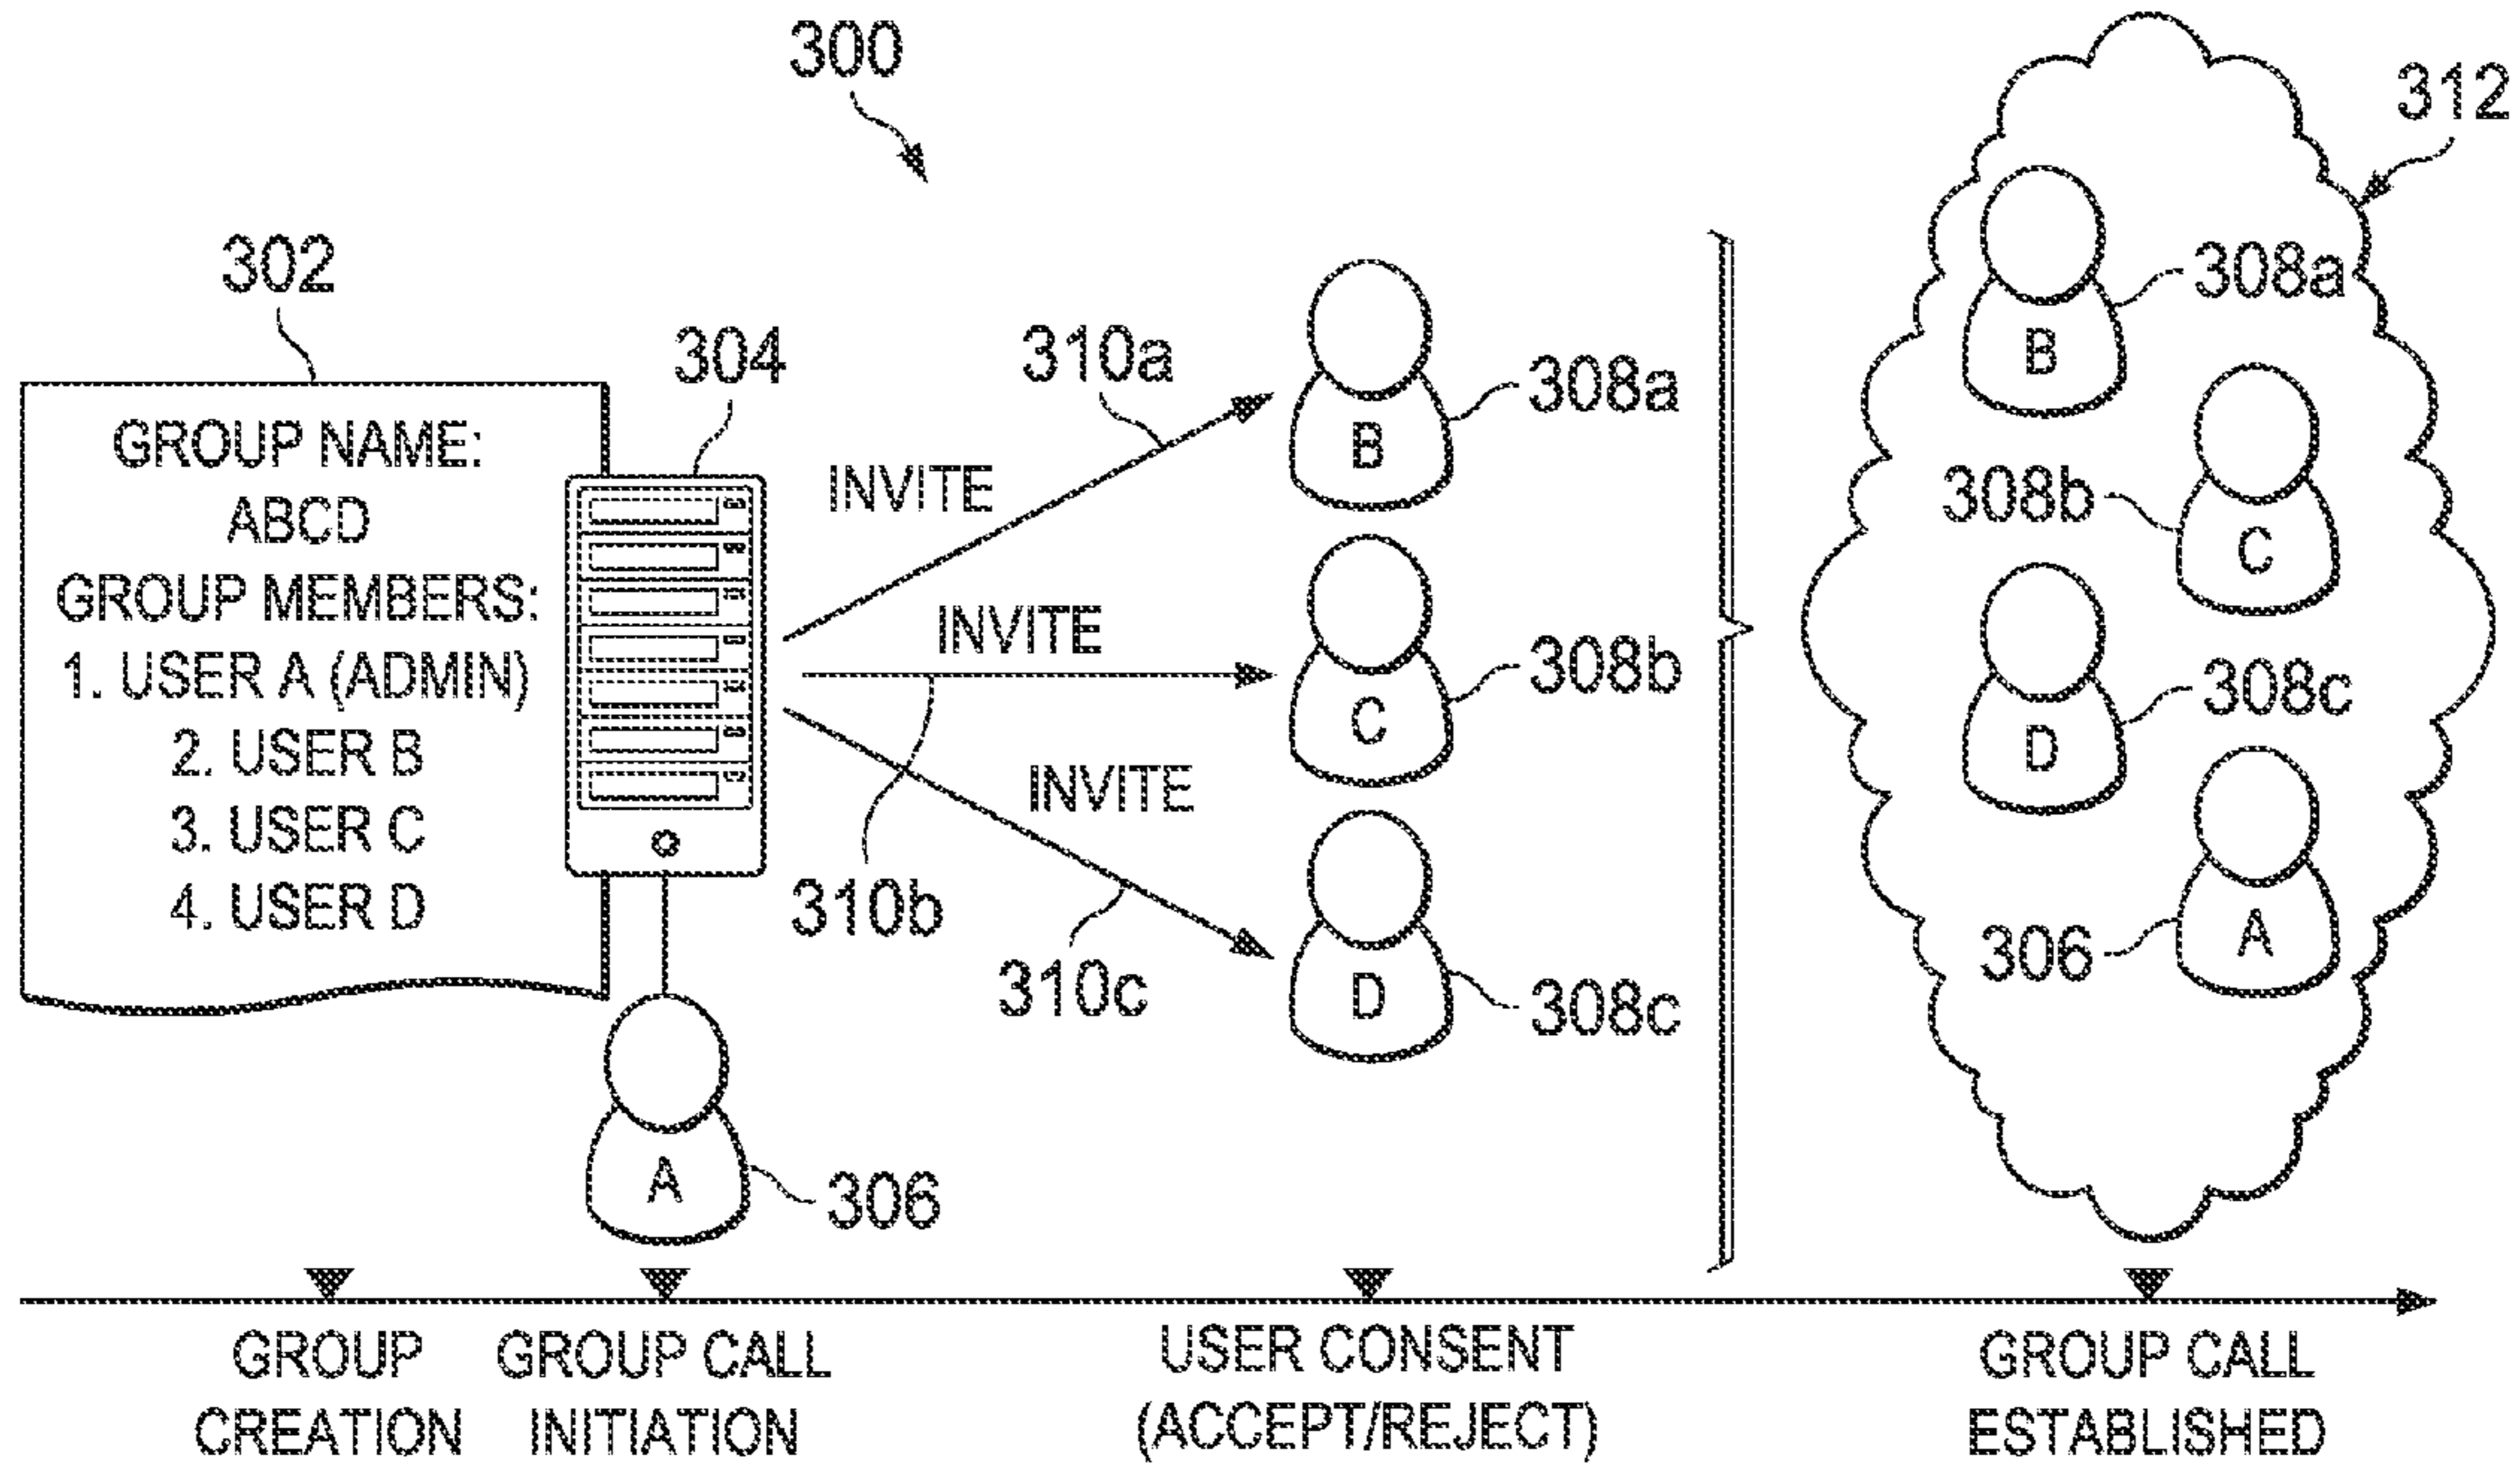 300
312
302
304
GROUP NAME:
ABCD
GROUP MEMBERS:
1. USER A (ADMIN)
2. USER B
3. USER C
4. USER D
A
306
310a
INVITE
INVITE
310b
INVITE
310c
B
308a
C
308b
D
308c
B
308a
308b
C
D
308c
306
A
GROUP
CREATION
GROUP CALL
INITIATION
USER CONSENT
(ACCEPT/REJECT)
GROUP CALL
ESTABLISHED